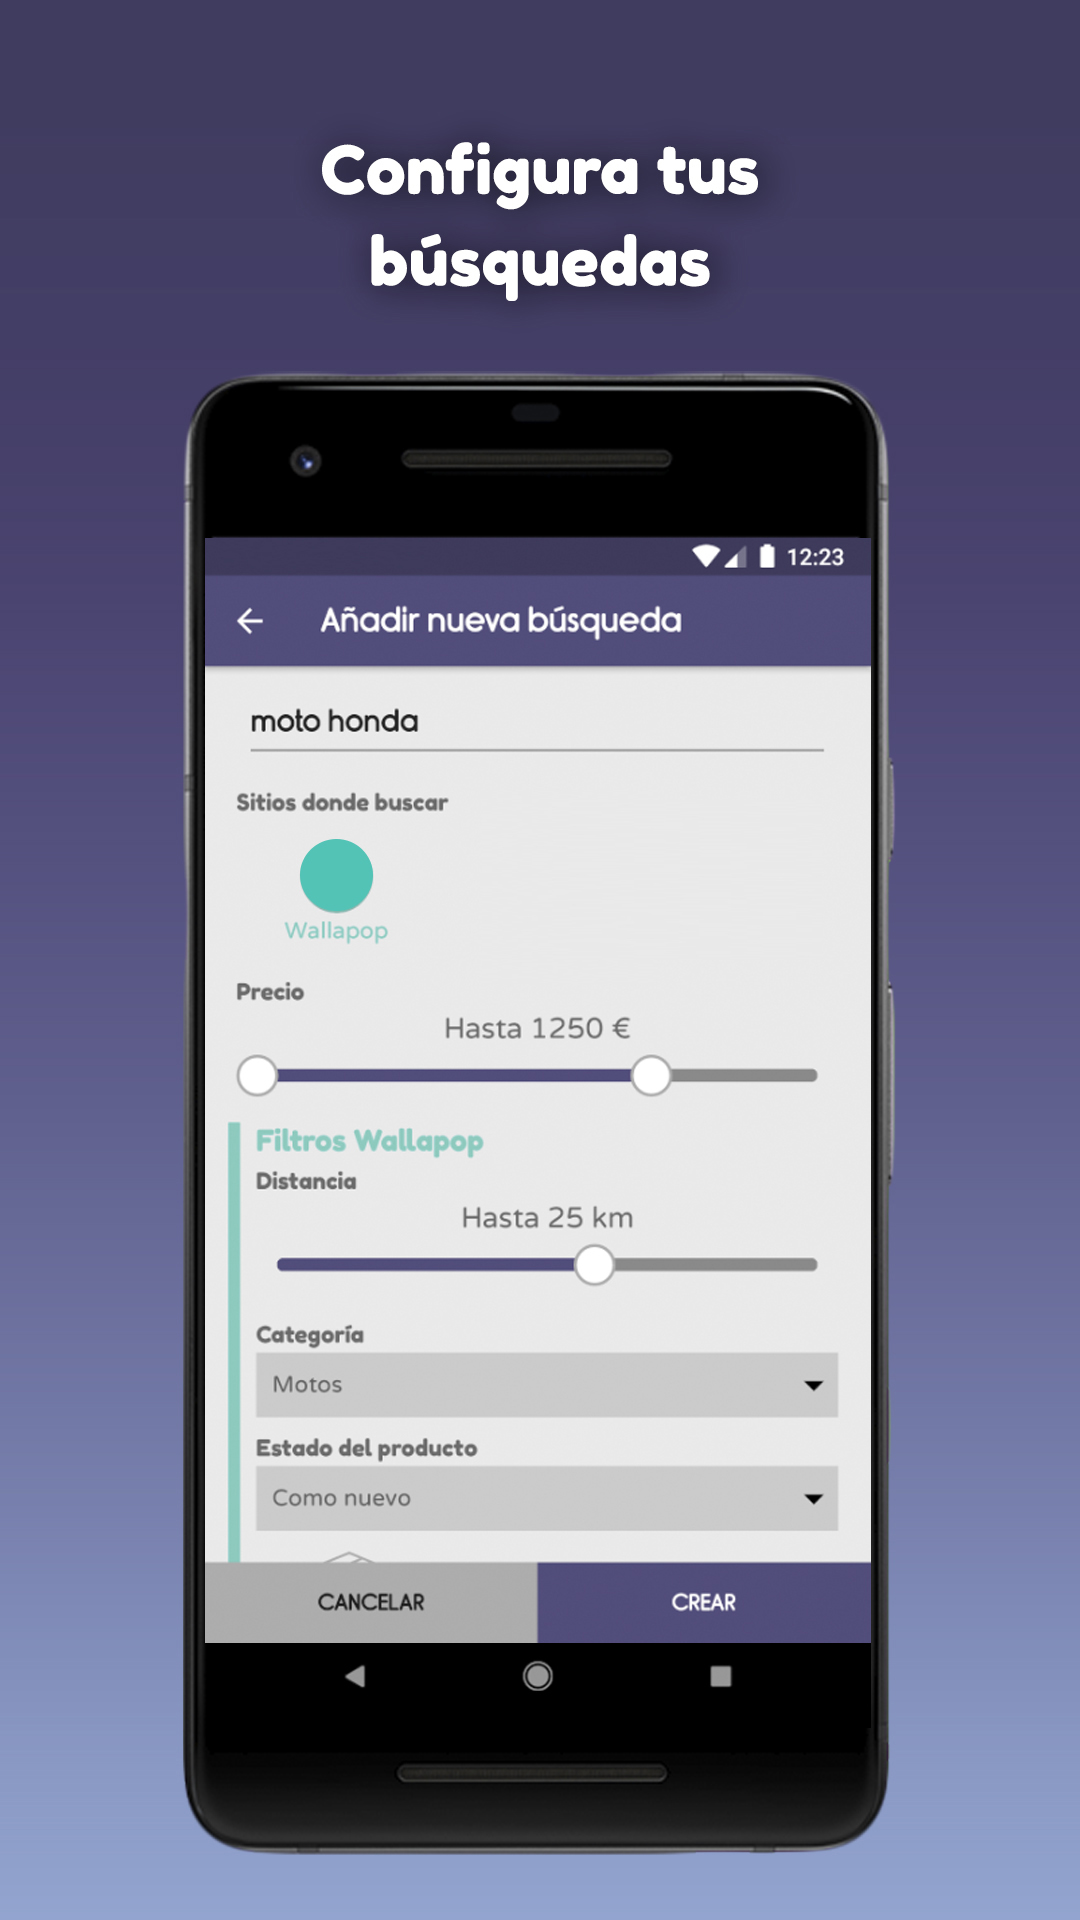 Configura tus
búsquedas
12:23
Añadir nueva búsqueda
moto honda
Sitios donde buscar
Wallapop
Precio
Hasta 1250 €
Filtros Wallapop
Distancia
Hasta 25 km
Categoría
Motos
Estado del producto
Como nuevo
CANCELAR
CREAR